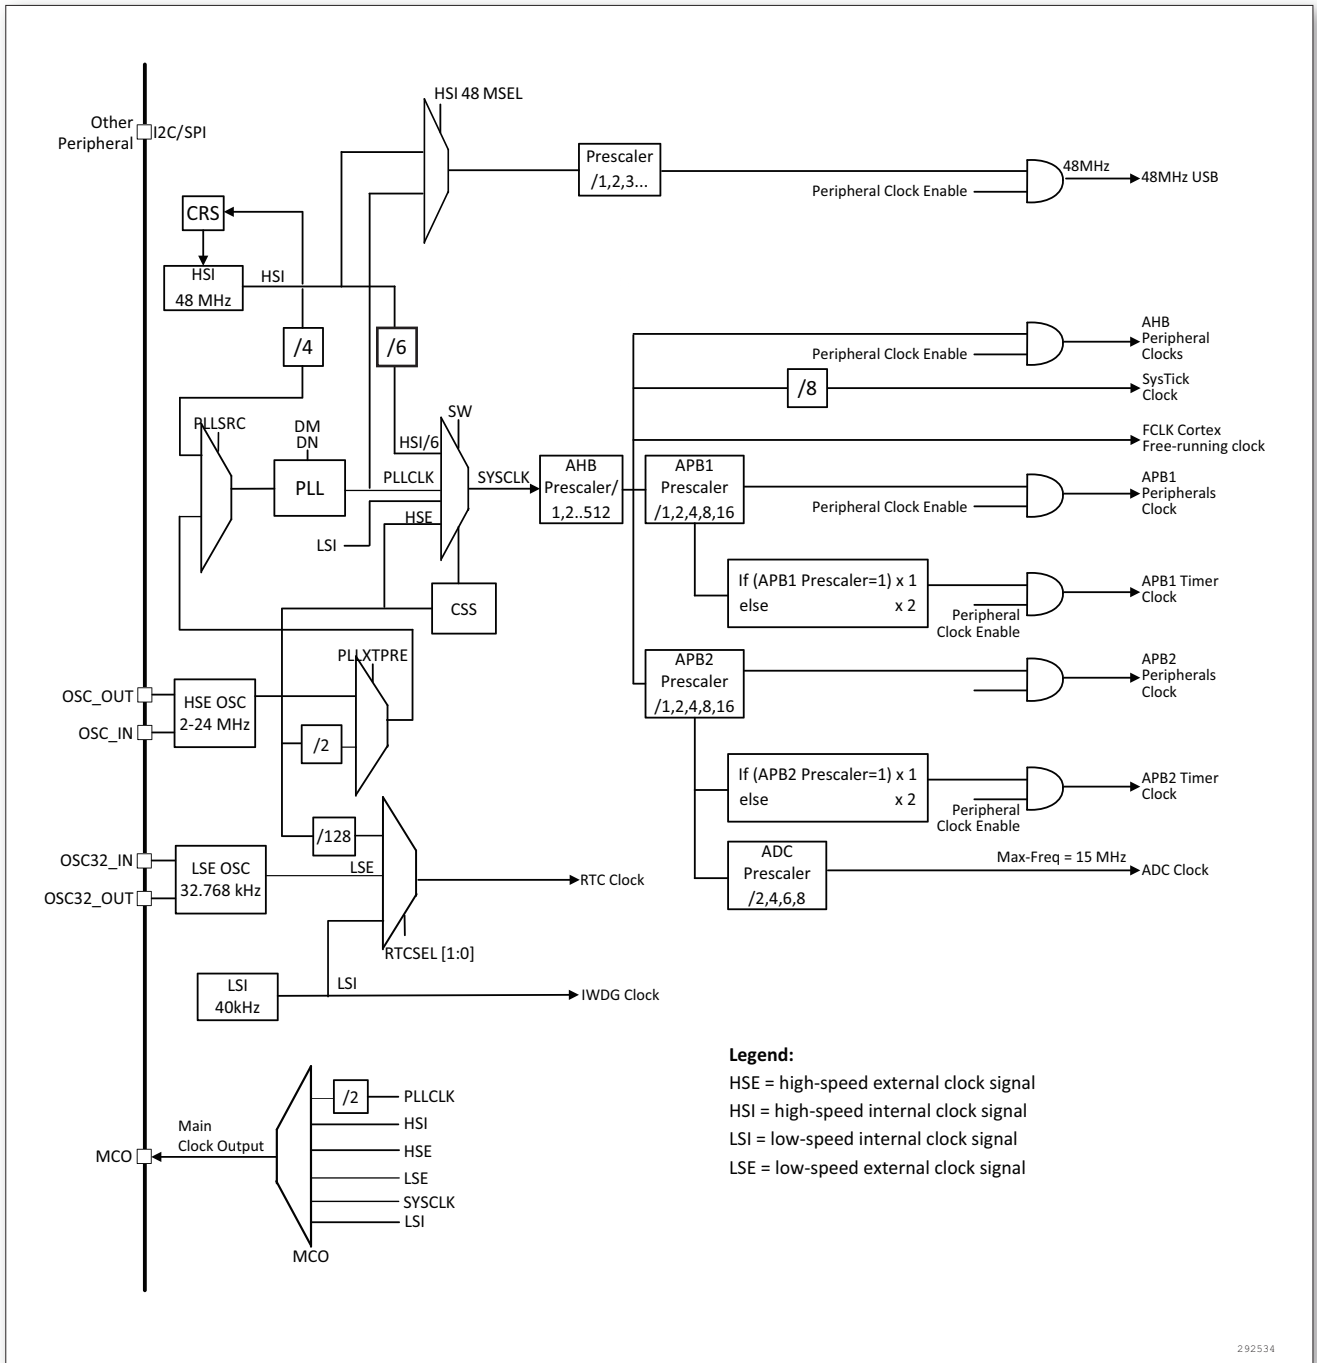 HSI 48 MSEL
Other
Peripheral
I2C/SPI
Prescaler
/1,2,3...
48MHz
48MHz USB
Peripheral Clock Enable
CRS
HSI
48 MHz
HSI
/4
/6
AHB
Peripheral
Clocks
Peripheral Clock Enable
/8
SysTick
Clock
PLLSRC
DM
DN
PLL
SW
HSI/6
PLLCLK
HSE
LSI
SYSCLK
AHB
Prescaler/
1,2..512
FCLK Cortex
Free-running clock
APB1
Prescaler
/1,2,4,8,16
Peripheral Clock Enable
APB1
Peripherals
Clock
CSS
If (APB1 Prescaler=1) x 1
else x 2
Peripheral
Clock Enable
APB1 Timer
Clock
PLLXTPRE
OSC_OUT
OSC_IN
HSE OSC
2-24 MHz
/2
APB2
Prescaler
/1,2,4,8,16
APB2
Peripherals
Clock
If (APB2 Prescaler=1) x 1
else x 2
Peripheral
Clock Enable
APB2 Timer
Clock
/128
OSC32_IN
OSC32_OUT
LSE OSC
32.768 kHz
LSE
RTC Clock
RTCSEL [1:0]
ADC
Prescaler
/2,4,6,8
Max-Freq = 15 MHz
ADC Clock
LSI
40kHz
LSI
IWDG Clock
Legend:
HSE = high-speed external clock signal
HSI = high-speed internal clock signal
LSI = low-speed internal clock signal
LSE = low-speed external clock signal
MCO
Main
Clock Output
/2
PLLCLK
HSI
HSE
LSE
SYSCLK
LSI
MCO
292534